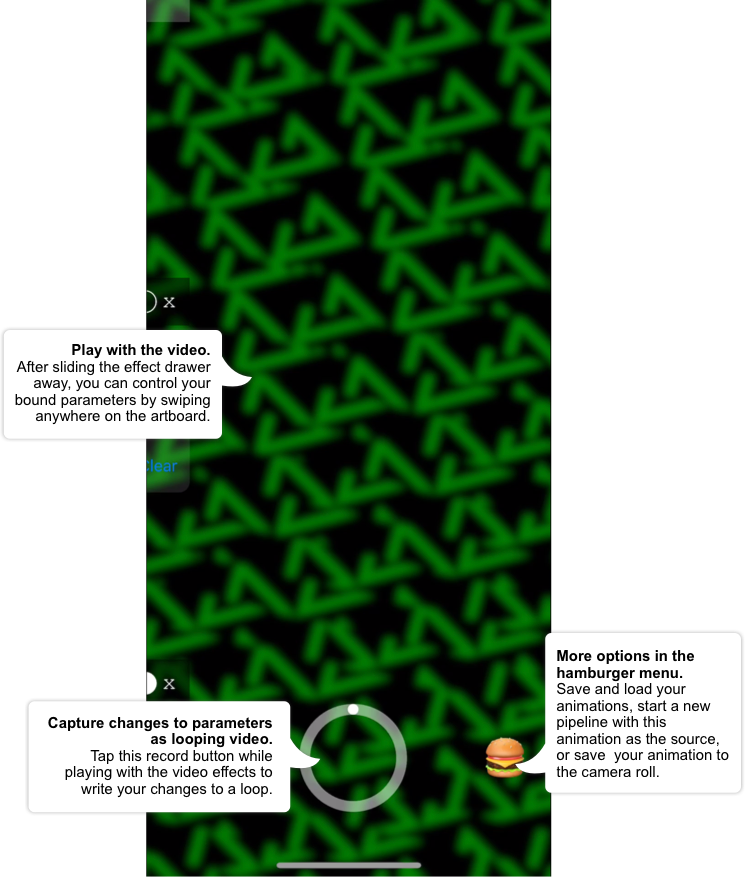 x
Play with the video.
After sliding the effect drawer
away, you can control your
bound parameters by swiping
anywhere on the artboard.
Clear
x
More options in the
hamburger menu.
Save and load your
animations, start a new
pipeline with this
animation as the source,
or save  your animation to
the camera roll.
Capture changes to parameters
as looping video.
Tap this record button while
playing with the video effects to
write your changes to a loop.